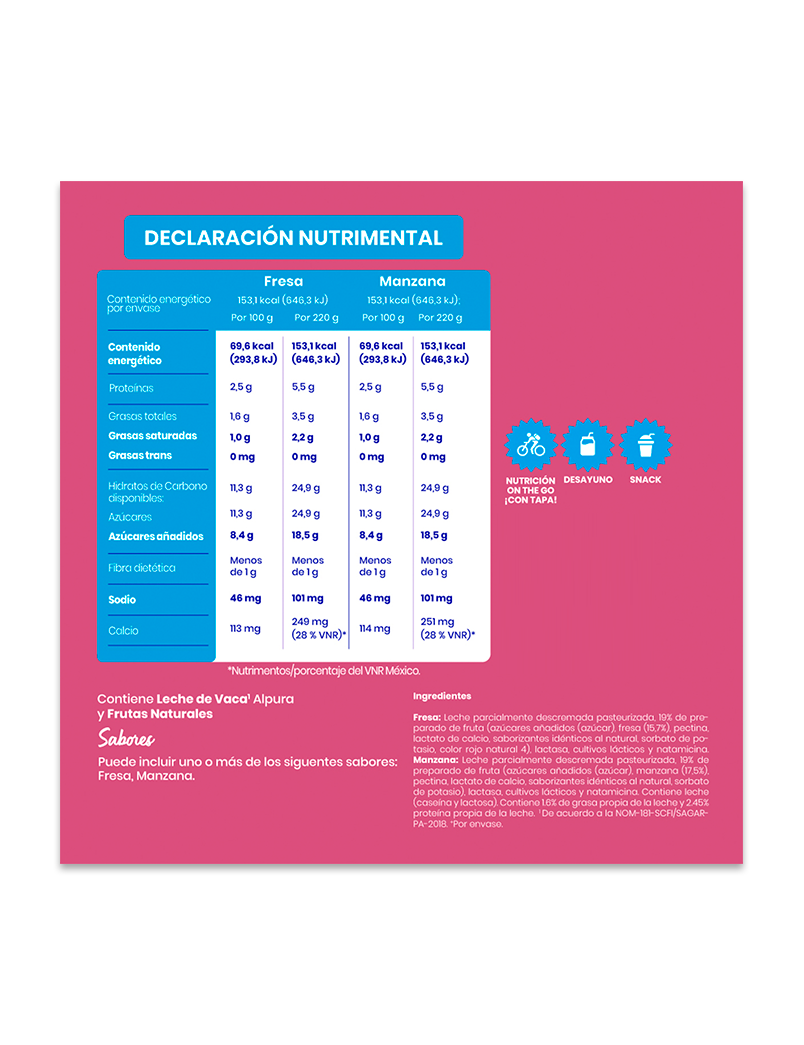 DECLARACIÓN NUTRIMENTAL
Fresa Manzana
Contenido energético por envase 153,1 kcal (646,3 kJ) 153,1 kcal (646,3 kJ);
Por 100 g Por 220 g Por 100 g Por 220 g
Contenido energético 69,6 kcal (293,8 kJ) 153,1 kcal (646,3 kJ) 69,6 kcal (293,8 kJ) 153,1 kcal (646,3 kJ)
Proteínas 2,5 g 5,5 g 2,5 g 5,5 g
Grasas totales 1,6 g 3,5 g 1,6 g 3,5 g
Grasas saturadas 1,0 g 2,2 g 1,0 g 2,2 g
Grasas trans 0 mg 0 mg 0 mg 0 mg
Hidratos de Carbono disponibles: 11,3 g 24,9 g 11,3 g 24,9 g
Azúcares 11,3 g 24,9 g 11,3 g 24,9 g
Azúcares añadidos 8,4 g 18,5 g 8,4 g 18,5 g
Fibra dietética Menos de 1 g Menos de 1 g Menos de 1 g Menos de 1 g
Sodio 46 mg 101 mg 46 mg 101 mg
Calcio 113 mg 249 mg (28 % VNR)* 114 mg 251 mg (28 % VNR)*
*Nutrimentos/porcentaje del VNR México.
NUTRICIÓN
ON THE GO
¡CON TAPA!
DESAYUNO
SNACK
Contiene Leche de Vaca¹ Alpura
y Frutas Naturales
Sabores
Puede incluir uno o más de los siguentes sabores:
Fresa, Manzana.
Ingredientes
Fresa: Leche parcialmente descremada pasteurizada, 19% de pre-
parado de fruta (azúcares añadidos (azúcar), fresa (15,7%), pectina,
lactato de calcio, saborizantes idénticos al natural, sorbato de po-
tasio, color rojo natural 4), lactasa, cultivos lácticos y natamicina.
Manzana: Leche parcialmente descremada pasteurizada, 19% de
preparado de fruta (azúcares añadidos (azúcar), manzana (17,5%),
pectina, lactato de calcio, saborizantes idénticos al natural, sorbato
de potasio), lactasa, cultivos lácticos y natamicina. Contiene leche
(caseína y lactosa). Contiene 1.6% de grasa propia de la leche y 2.45%
proteína propia de la leche. ¹De acuerdo a la NOM-181-SCFI/SAGAR-
PA-2018. *Por envase.